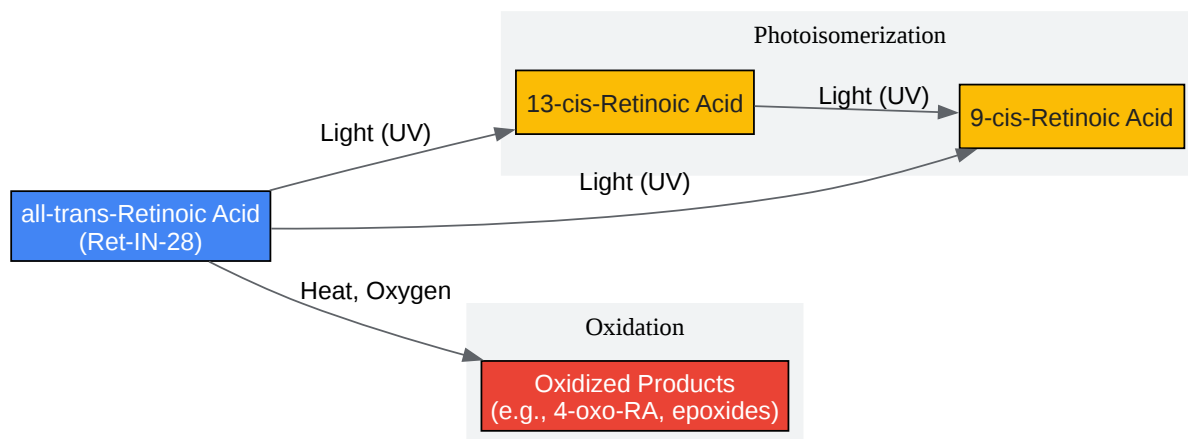 Photoisomerization
13-cis-Retinoic Acid
Light (UV)
9-cis-Retinoic Acid
Light (UV)
Light (UV)
all-trans-Retinoic Acid
(Ret-IN-28)
Heat, Oxygen
Oxidation
Oxidized Products
(e.g., 4-oxo-RA, epoxides)